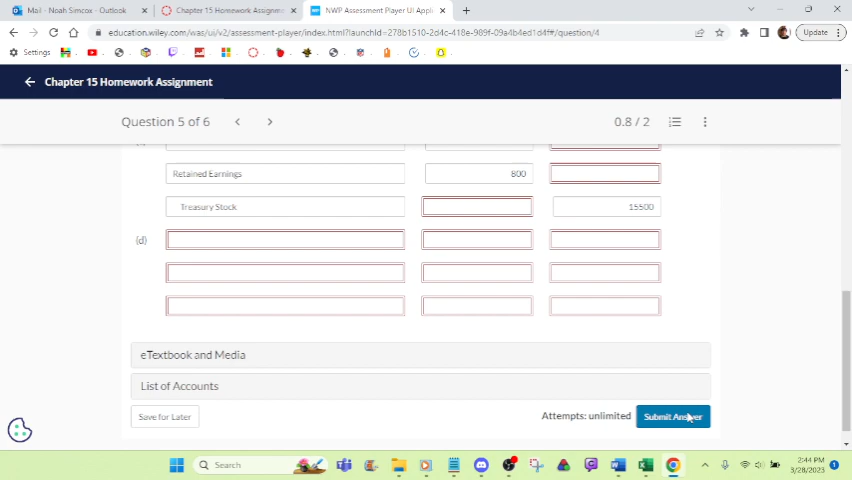 Mail - Noah Simcox - Outlook
Chapter 15 Homework Assignm
NWP Assessment Player UI Appli
education.wiley.com/was/ui/v2/assessment-player/index.html?launchId=278b1510-2d4c-418e-989f-09a4b4ed1d4f#/question/4
Update
Settings
Chapter 15 Homework Assignment
Question 5 of 6
0.8 / 2
Retained Earnings
800
Treasury Stock
15500
(d)
eTextbook and Media
List of Accounts
Save for Later
Attempts: unlimited
Submit Answer
Search
2:44 PM
3/28/2023